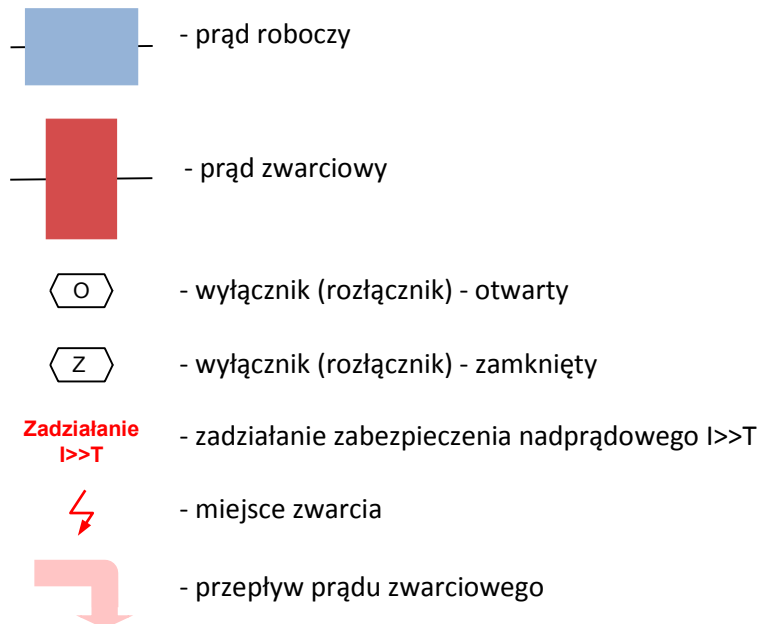 - prąd roboczy
- prąd zwarciowy
O - wyłącznik (rozłącznik) - otwarty
Z - wyłącznik (rozłącznik) - zamknięty
Zadziałanie
I>>T
- zadziałanie zabezpieczenia nadprądowego I>>T
- miejsce zwarcia
- przepływ prądu zwarciowego